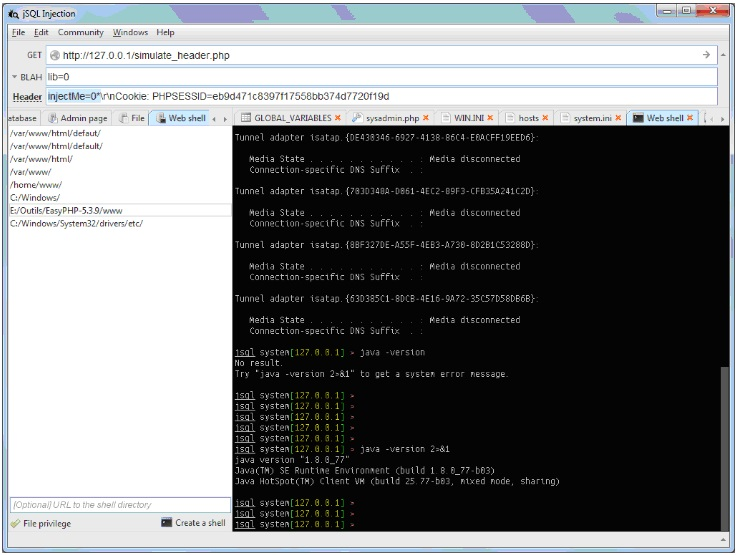 jSQL Injection
File Edit Community Windows Help
GET http://127.0.0.1/simulate_header.php
BLAH lib=0
Header injectMe=0*\r\nCookie: PHPSESSID=eb9d471c8397f17558bb374d7720f19d
atabase Admin page File Web shell GLOBAL_VARIABLES sysadmin.php WIN.INI hosts system.ini Web shell
/var/www/html/defaut/
/var/www/html/default/
/var/www/html/
/var/www/
/home/www/
C:/Windows/
E:/Outils/EasyPHP-5.3.9/www
C:/Windows/System32/drivers/etc/
[Optional] URL to the shell directory
File privilege Create a shell
Tunnel adapter isatap.{DE438346-6927-4138-86C4-E8ACFF19EED6}:
Media State . . . . . . . . . . . : Media disconnected
Connection-specific DNS Suffix . :
Tunnel adapter isatap.{703D348A-D861-4EC2-B9F3-CFB35A241C2D}:
Media State . . . . . . . . . . . : Media disconnected
Connection-specific DNS Suffix . :
Tunnel adapter isatap.{8BF327DE-A55F-4EB3-A730-8D2B1C53288D}:
Media State . . . . . . . . . . . : Media disconnected
Connection-specific DNS Suffix . :
Tunnel adapter isatap.{63D385C1-8DCB-4E16-9A72-35C57D58DB6B}:
Media State . . . . . . . . . . . : Media disconnected
Connection-specific DNS Suffix . :
jsql system[127.0.0.1] > java -version
No result.
Try "java -version 2>&1" to get a system error message.
jsql system[127.0.0.1] >
jsql system[127.0.0.1] >
jsql system[127.0.0.1] >
jsql system[127.0.0.1] >
jsql system[127.0.0.1] >
jsql system[127.0.0.1] > java -version 2>&1
java version "1.8.0_77"
Java(TM) SE Runtime Environment (build 1.8.0_77-b03)
Java HotSpot(TM) Client VM (build 25.77-b03, mixed mode, sharing)
jsql system[127.0.0.1] >
jsql system[127.0.0.1] >
jsql system[127.0.0.1] >